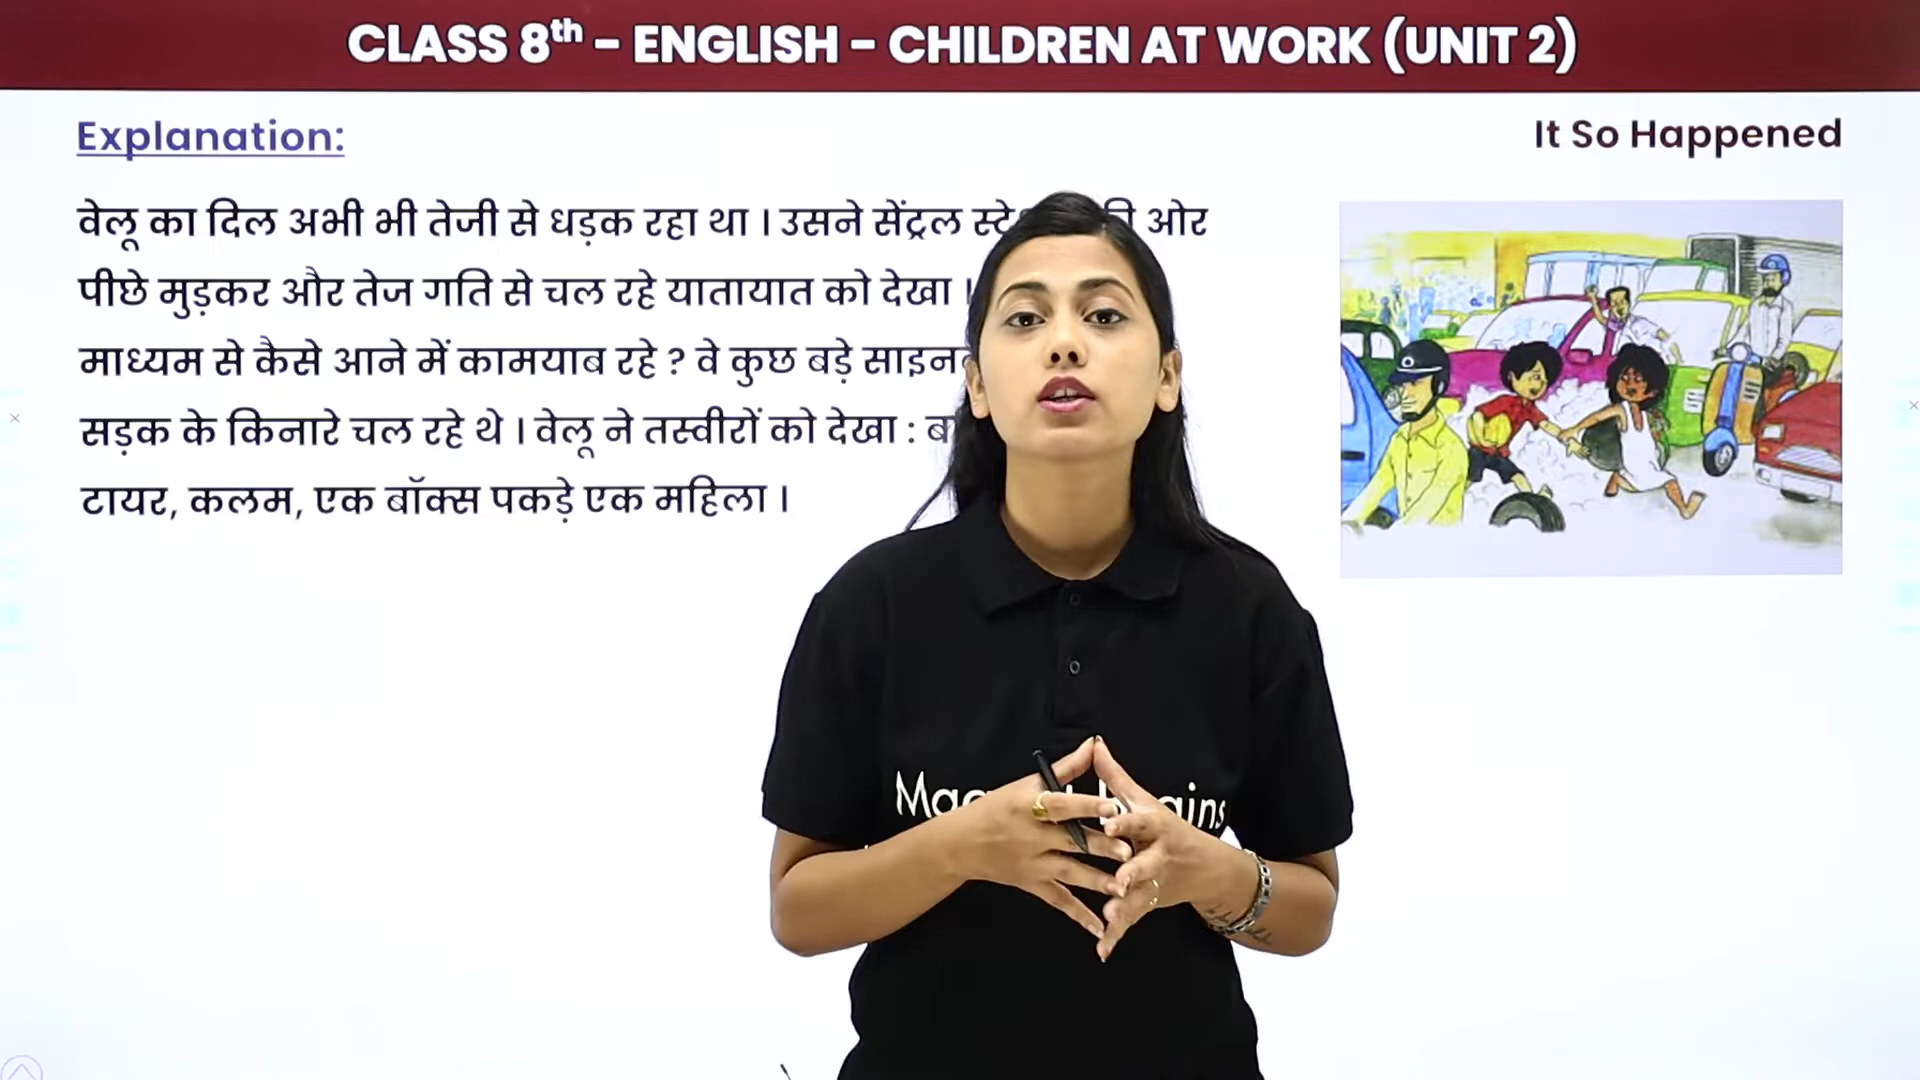 CLASS 8th - ENGLISH - CHILDREN AT WORK (UNIT 2)
Explanation:
It So Happened
वेलू का दिल अभी भी तेजी से धड़क रहा था । उसने सेंट्रल ओर
पीछे मुड़कर और तेज गति से चल रहे यातायात को देखा ।
माध्यम से कैसे आने में कामयाब रहे ? वे कुछ बड़े
सड़क के किनारे चल रहे थे । वेलू ने तस्वीरों को देखा :
टायर, कलम, एक बॉक्स पकड़े एक महिला ।